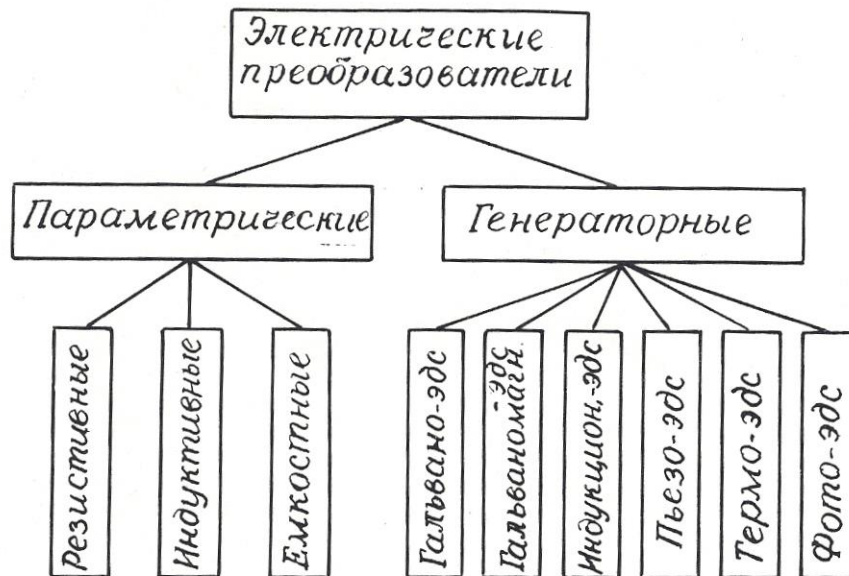 Электрические
преобразователи
Параметрические
Генераторные
Резистивные
Индуктивные
Емкостные
Гальвано-эдс
Гальваномагн.
-эдс
Индукцион,-эдс
Пьезо-эдс
Термо-эдс
Фото-эдс